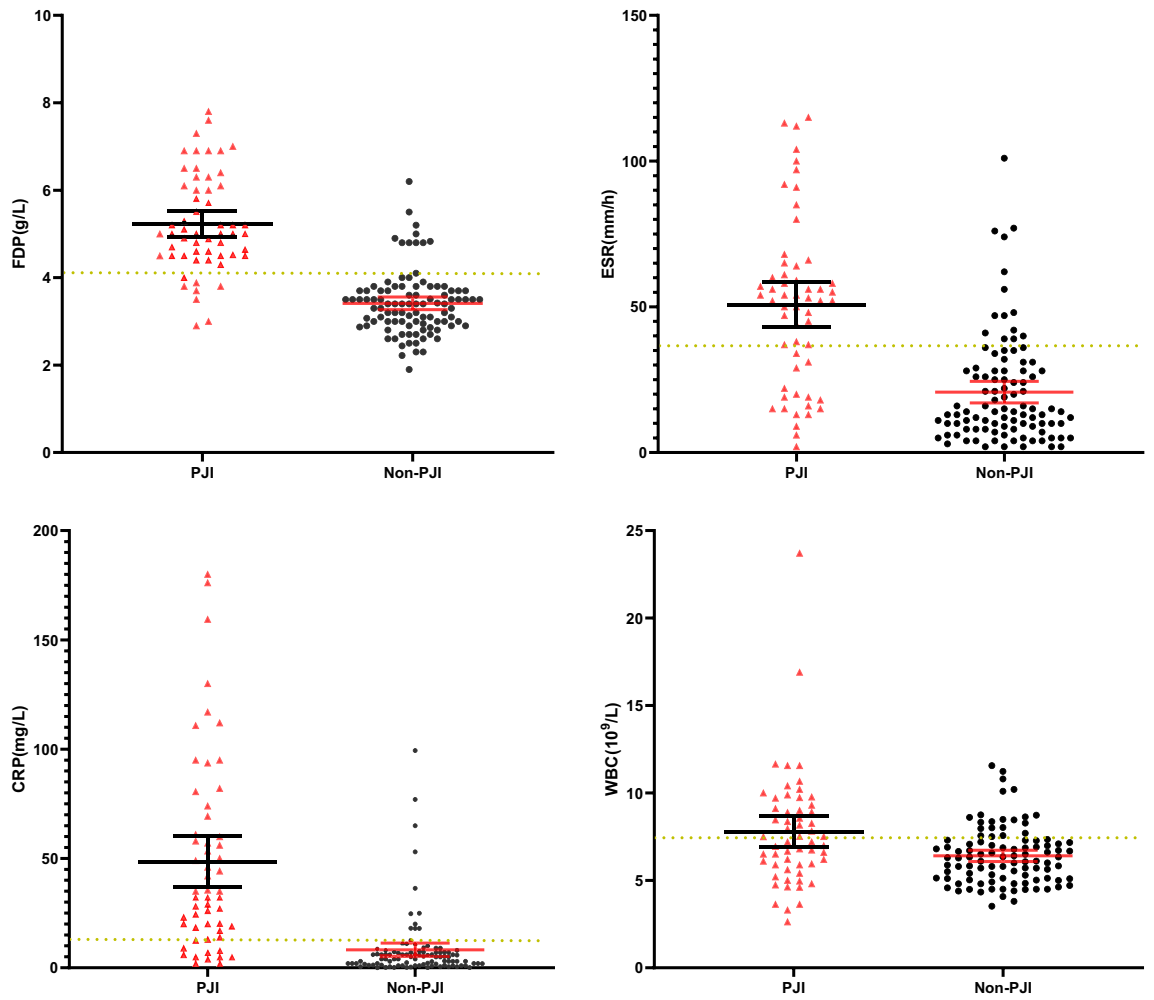 10
8
6
4
2
0
FDP(g/L)
PJI
Non-PJI
150
100
50
0
ESR(mm/h)
PJI
Non-PJI
200
150
100
50
0
CRP(mg/L)
PJI
Non-PJI
25
20
15
10
5
0
WBC(10⁹/L)
PJI
Non-PJI